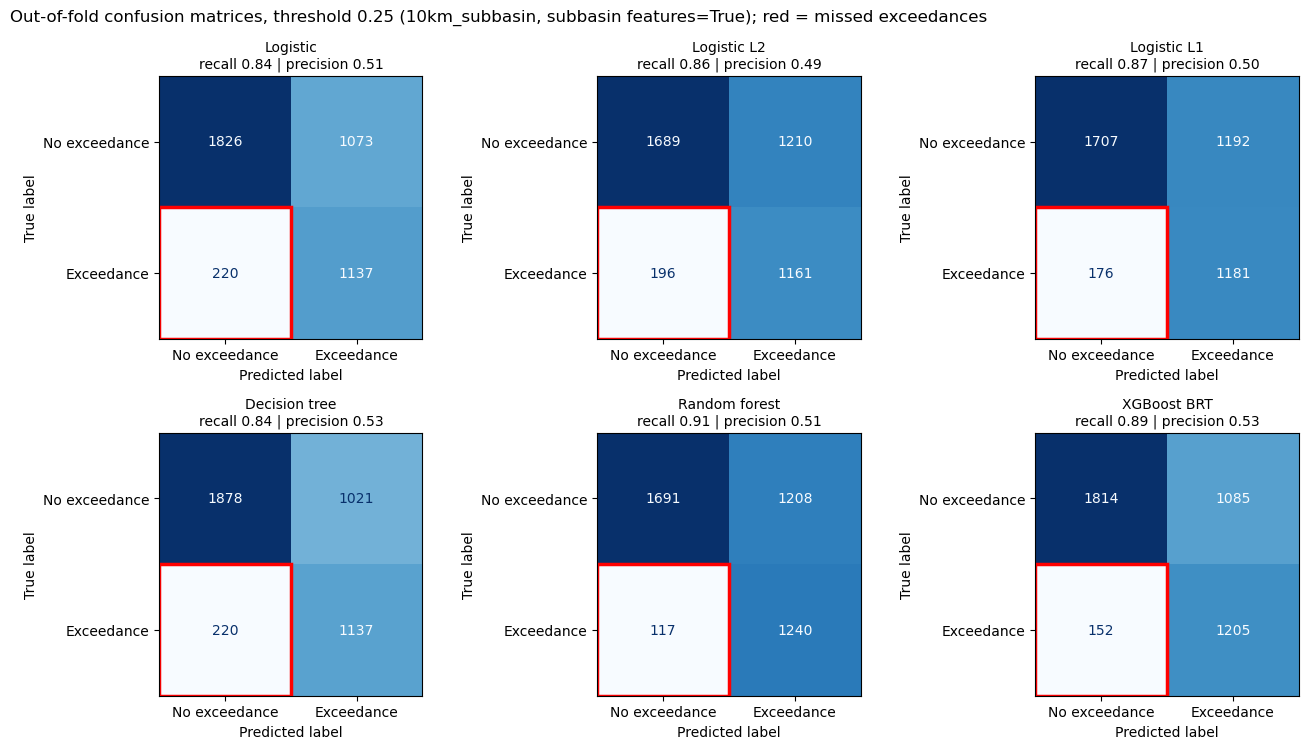 Out-of-fold confusion matrices, threshold 0.25 (10km_subbasin, subbasin features=True); red = missed exceedances
Logistic
recall 0.84 | precision 0.51
True label
No exceedance
1826
1073
Exceedance
220
1137
No exceedance
Exceedance
Predicted label
Logistic L2
recall 0.86 | precision 0.49
True label
No exceedance
1689
1210
Exceedance
196
1161
No exceedance
Exceedance
Predicted label
Logistic L1
recall 0.87 | precision 0.50
True label
No exceedance
1707
1192
Exceedance
176
1181
No exceedance
Exceedance
Predicted label
Decision tree
recall 0.84 | precision 0.53
True label
No exceedance
1878
1021
Exceedance
220
1137
No exceedance
Exceedance
Predicted label
Random forest
recall 0.91 | precision 0.51
True label
No exceedance
1691
1208
Exceedance
117
1240
No exceedance
Exceedance
Predicted label
XGBoost BRT
recall 0.89 | precision 0.53
True label
No exceedance
1814
1085
Exceedance
152
1205
No exceedance
Exceedance
Predicted label